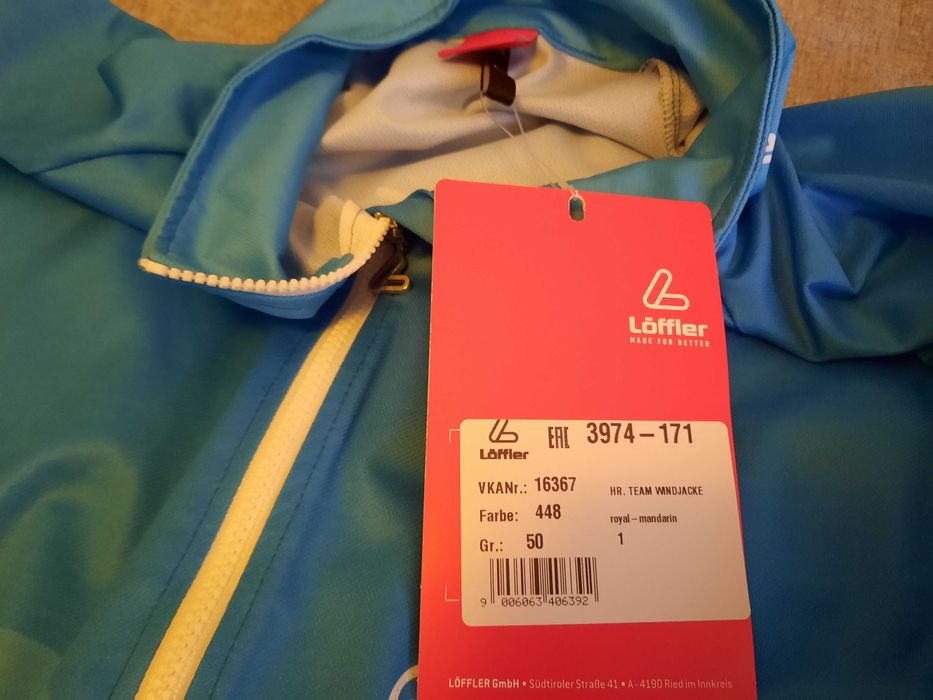 Löffler
MADE FOR BETTER
Löffler EAC 3974-171
VKANr.: 16367 HR. TEAM WINDJACKE
Farbe: 448 royal-mandarin
Gr.: 50 1
9 006063 406392
LÖFFLER GmbH • Südtiroler Straße 41 • A - 4190 Ried im Innkreis